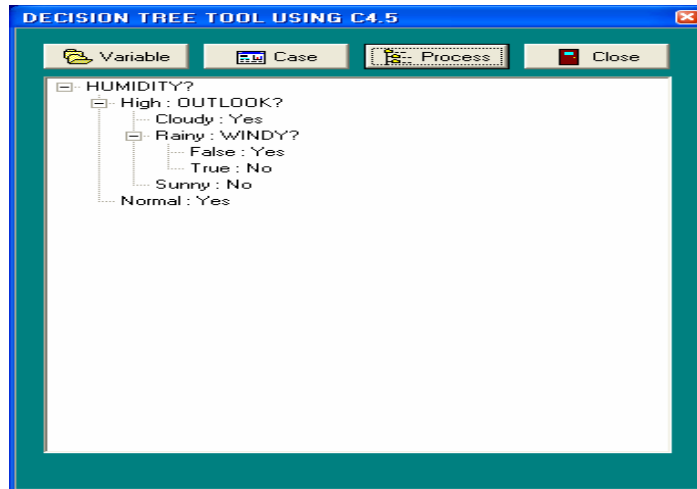 DECISION TREE TOOL USING C4.5
Variable Case Process Close
HUMIDITY?
High : OUTLOOK?
Cloudy : Yes
Rainy : WINDY?
False : Yes
True : No
Sunny : No
Normal : Yes